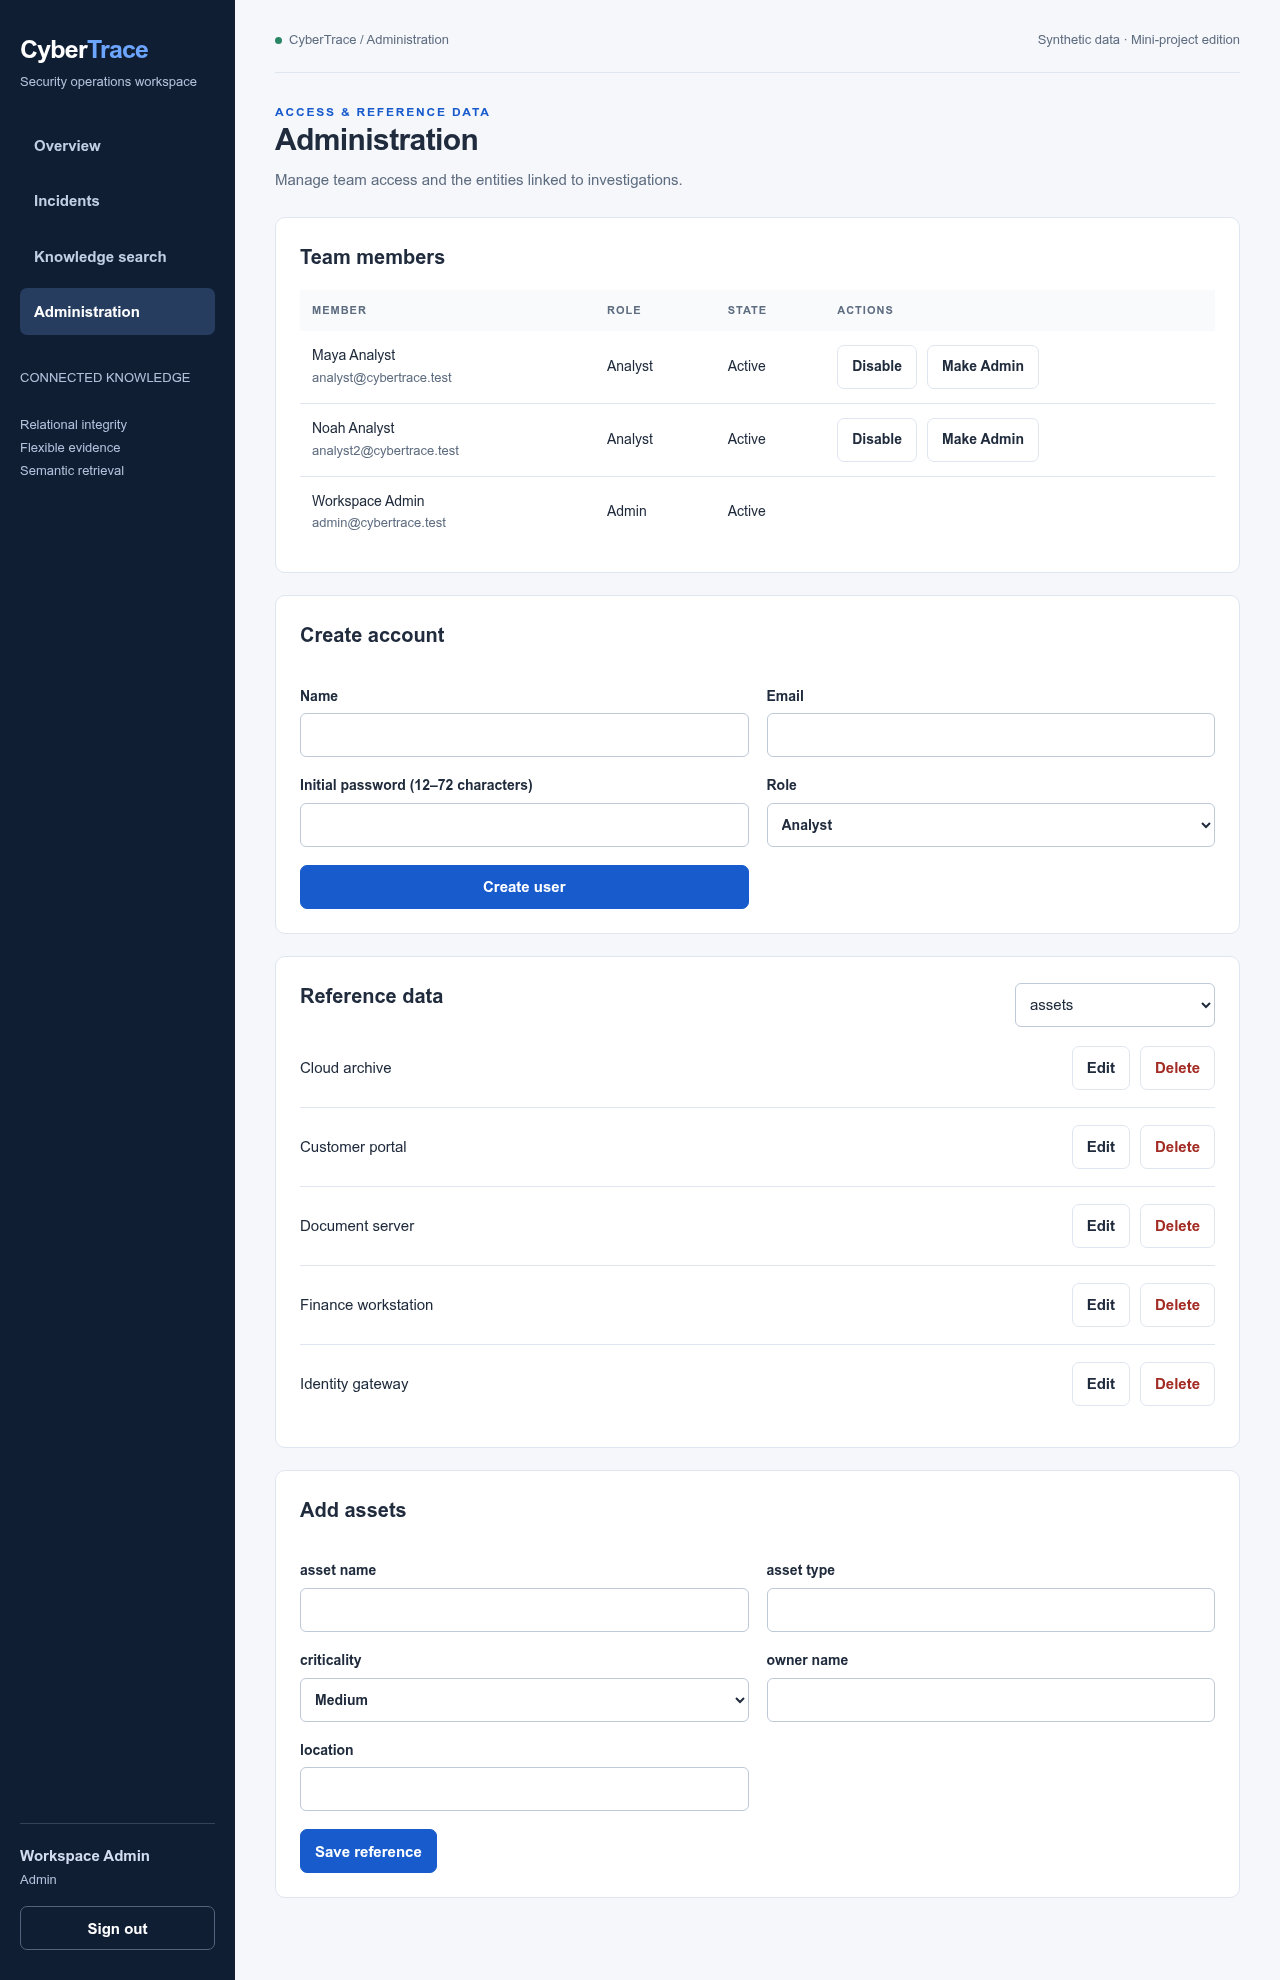 CyberTrace
Security operations workspace
Overview
Incidents
Knowledge search
Administration
CONNECTED KNOWLEDGE
Relational integrity
Flexible evidence
Semantic retrieval
Workspace Admin
Admin
Sign out
CyberTrace / Administration
Synthetic data · Mini-project edition
ACCESS & REFERENCE DATA
Administration
Manage team access and the entities linked to investigations.
Team members
MEMBER ROLE STATE ACTIONS
Maya Analyst
analyst@cybertrace.test
Analyst Active Disable Make Admin
Noah Analyst
analyst2@cybertrace.test
Analyst Active Disable Make Admin
Workspace Admin
admin@cybertrace.test
Admin Active
Create account
Name Email
Initial password (12–72 characters) Role
Analyst
Create user
Reference data
assets
Cloud archive Edit Delete
Customer portal Edit Delete
Document server Edit Delete
Finance workstation Edit Delete
Identity gateway Edit Delete
Add assets
asset name asset type
criticality owner name
Medium
location
Save reference